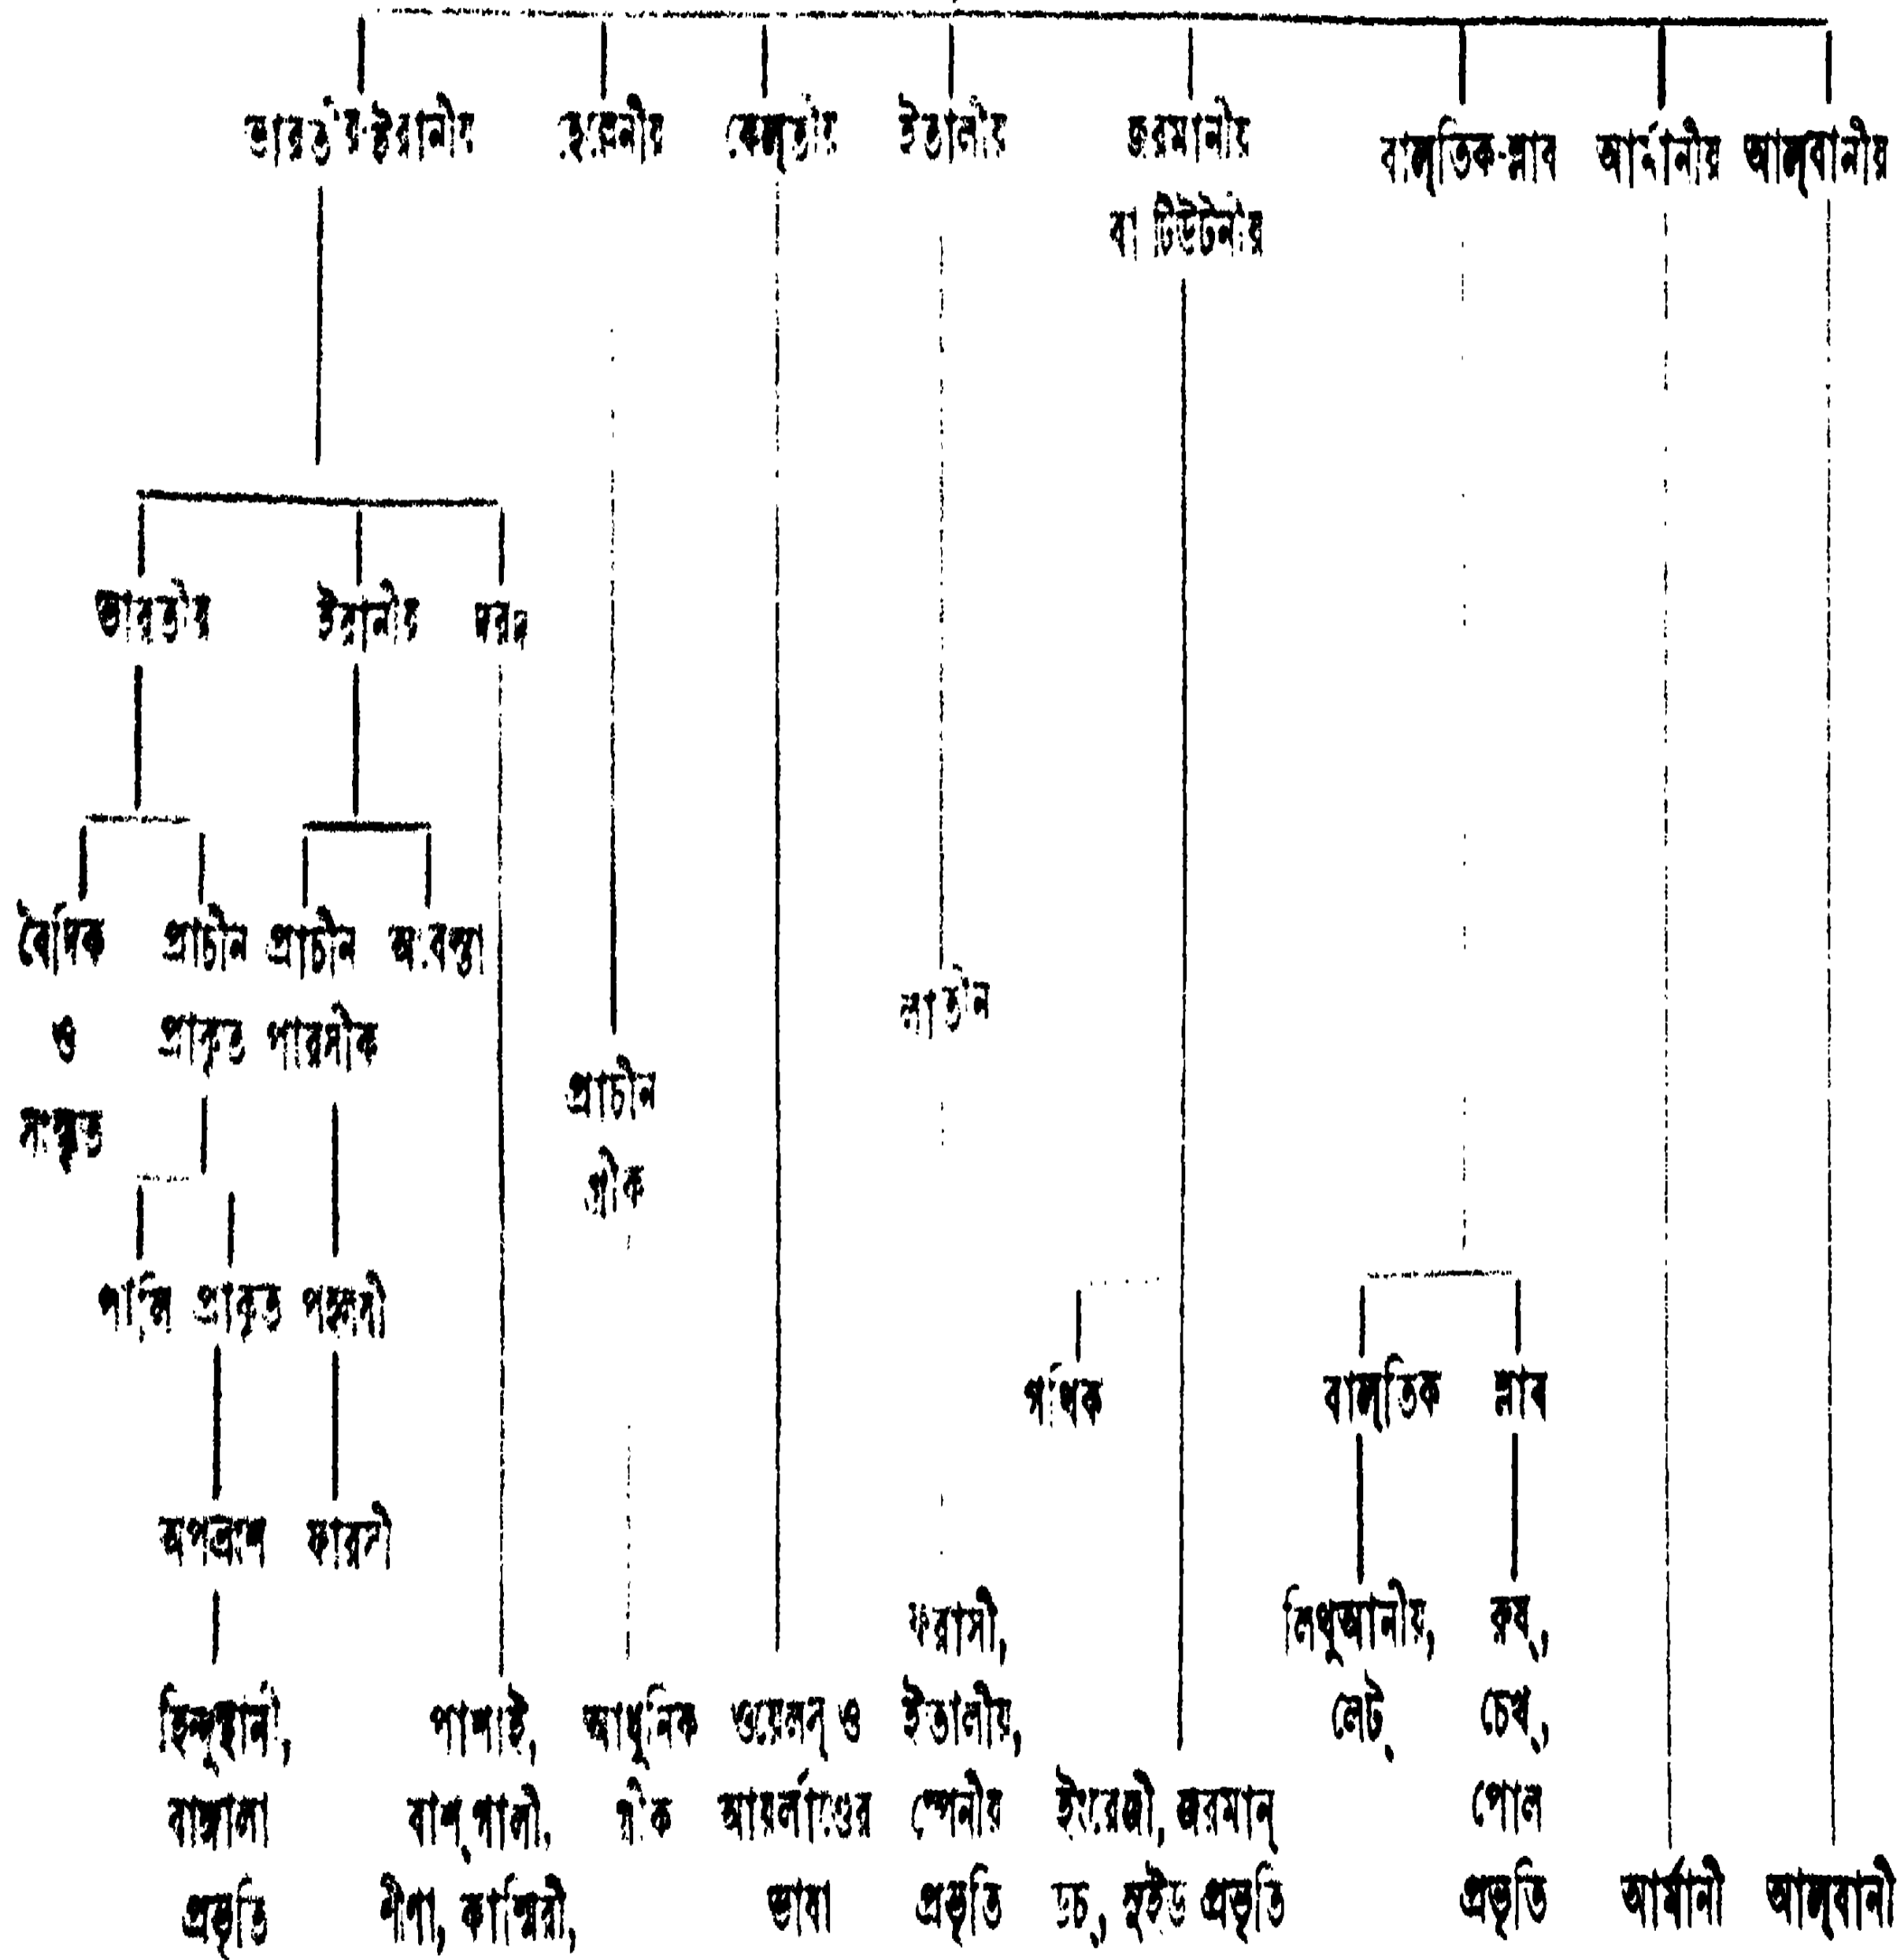 ভারতীয়-ইরানীয় হেল্লেনীয় কেল্‌তীয় ইতালীয় জরমানীয় বাল্‌তিক-স্লাব আর্মানীয় আল্‌বানীয়
বা টিউটনীয়
ভারতীয় ইরানীয় দরদ
বৈদিক প্রাচীন প্রাচীন অবেস্তা
ও প্রাকৃত পারসীক লাতীন
সংস্কৃত প্রাচীন
গ্রীক
পালি প্রাকৃত পহ্লবী
গথিক বাল্‌তিক স্লাব
অপভ্রংশ ফারসী
ফরাসী, লিথুআনীয়, রুষ্,
হিন্দুস্থানী, পাশাই, আধুনিক ওয়েলস্ ও ইতালীয়, লেট্ চেখ্,
বাঙ্গালা বাশ্‌গালী, গ্রীক আয়র্লাণ্ডের স্পেনীয় ইংরেজী, জরমান্ পোল
প্রভৃতি শীণা, কাশ্মিরী, ভাষা প্রভৃতি ডচ, সুইড প্রভৃতি প্রভৃতি আর্মানী আল্‌বানী